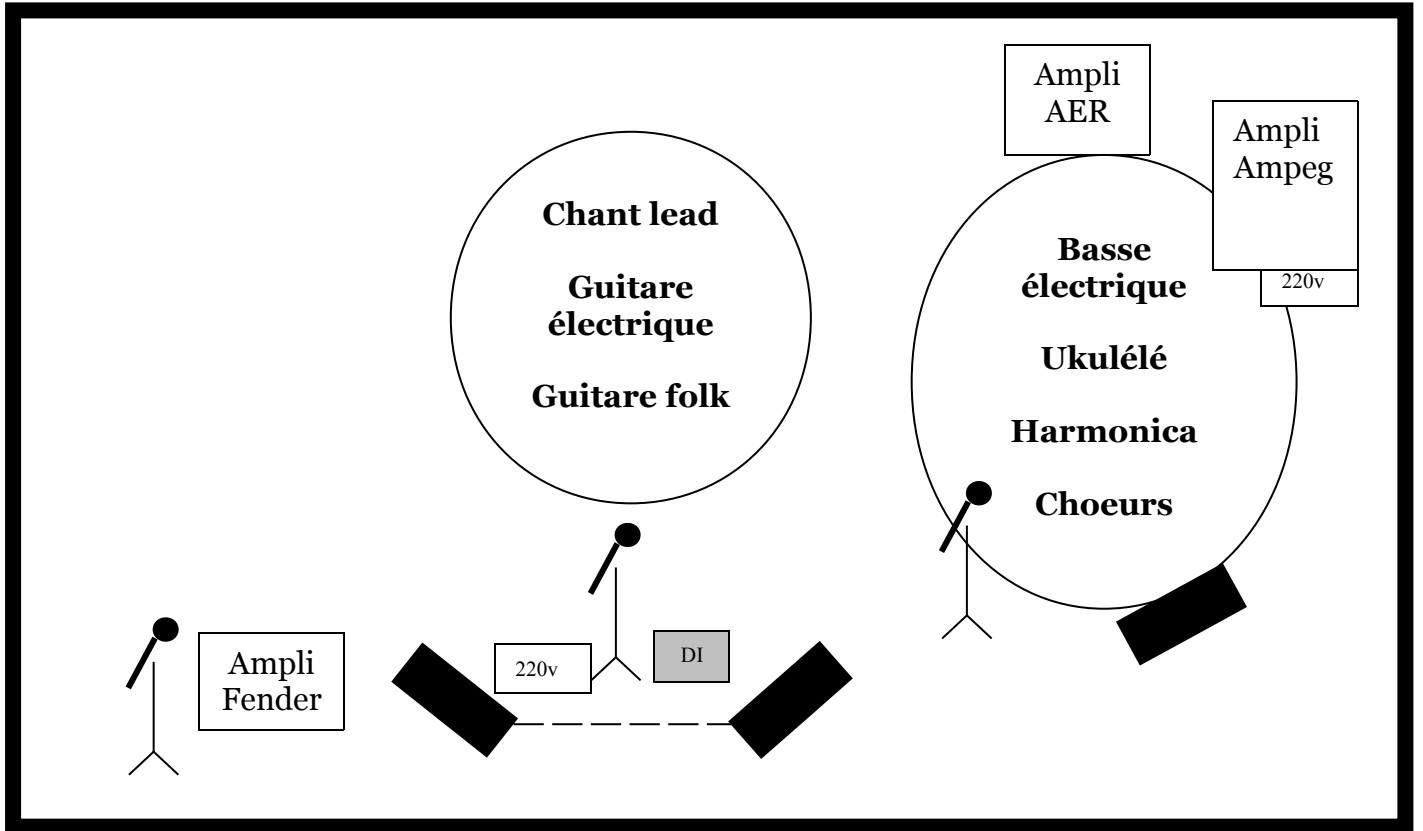 Ampli
AER
Ampli
Ampeg
220v
Chant lead
Guitare
électrique
Guitare folk
Basse
électrique
Ukulélé
Harmonica
Choeurs
Ampli
Fender
220v
DI